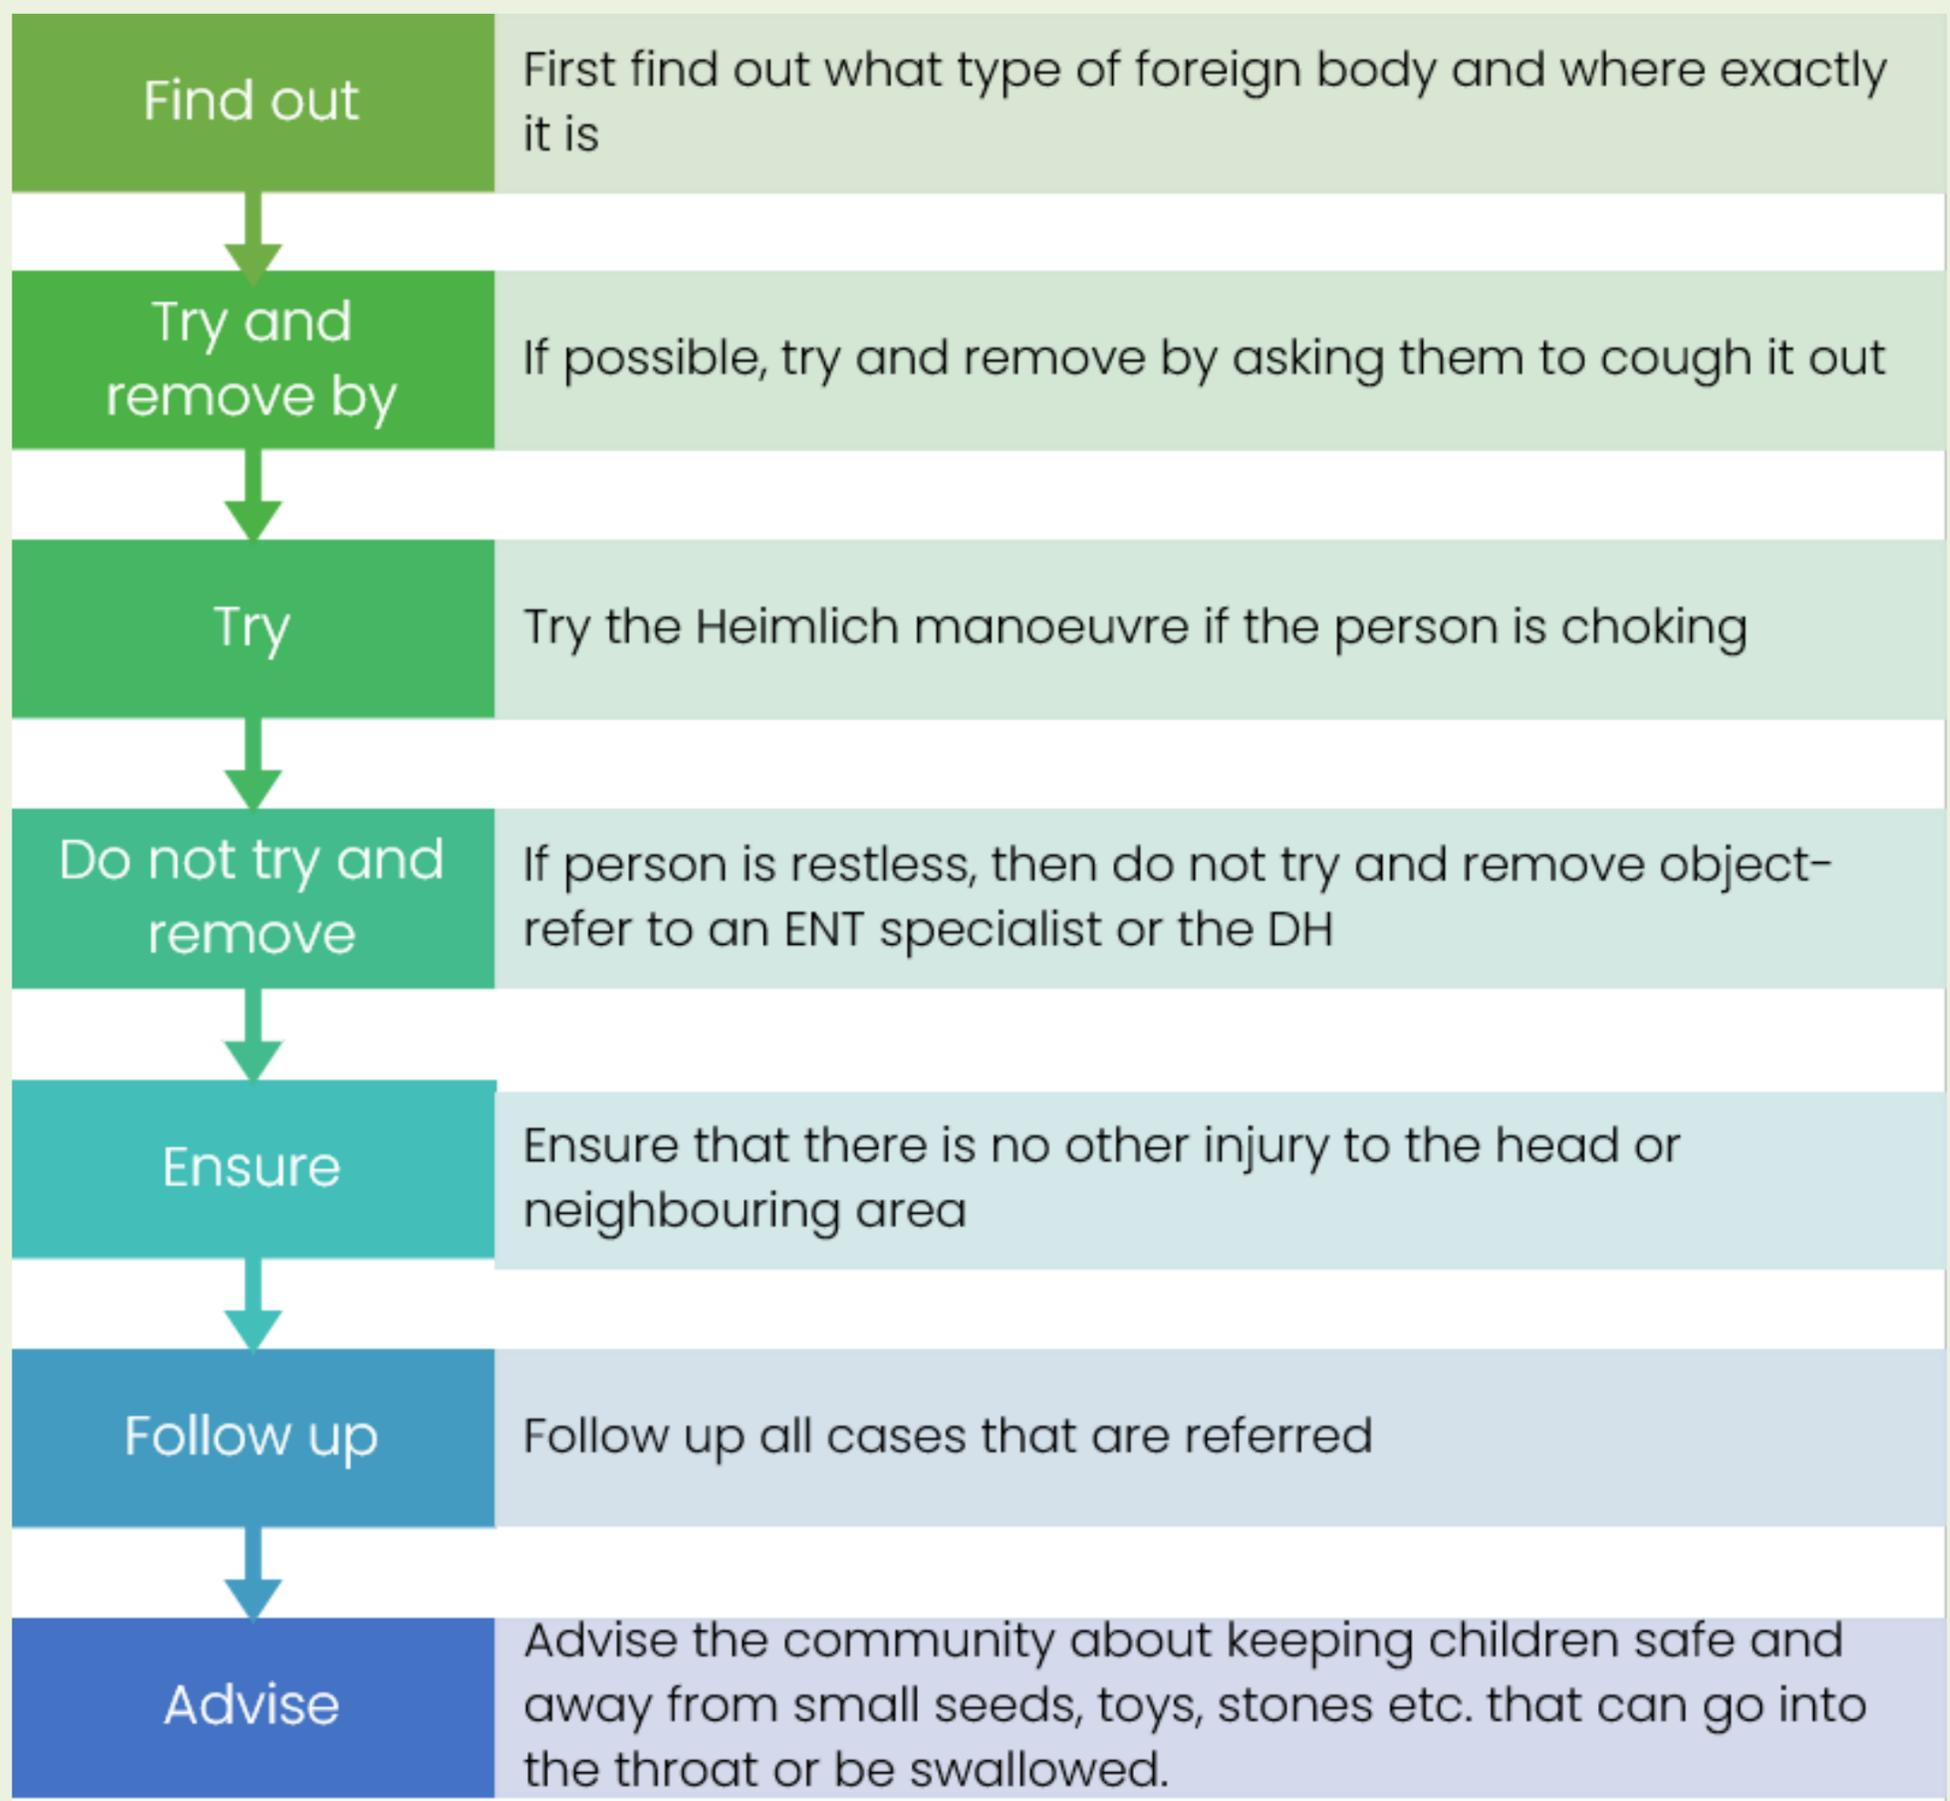 Find out
First find out what type of foreign body and where exactly
it is
Try and
remove by
If possible, try and remove by asking them to cough it out
Try
Try the Heimlich manoeuvre if the person is choking
Do not try and
remove
If person is restless, then do not try and remove object-
refer to an ENT specialist or the DH
Ensure
Ensure that there is no other injury to the head or
neighbouring area
Follow up
Follow up all cases that are referred
Advise
Advise the community about keeping children safe and
away from small seeds, toys, stones etc. that can go into
the throat or be swallowed.